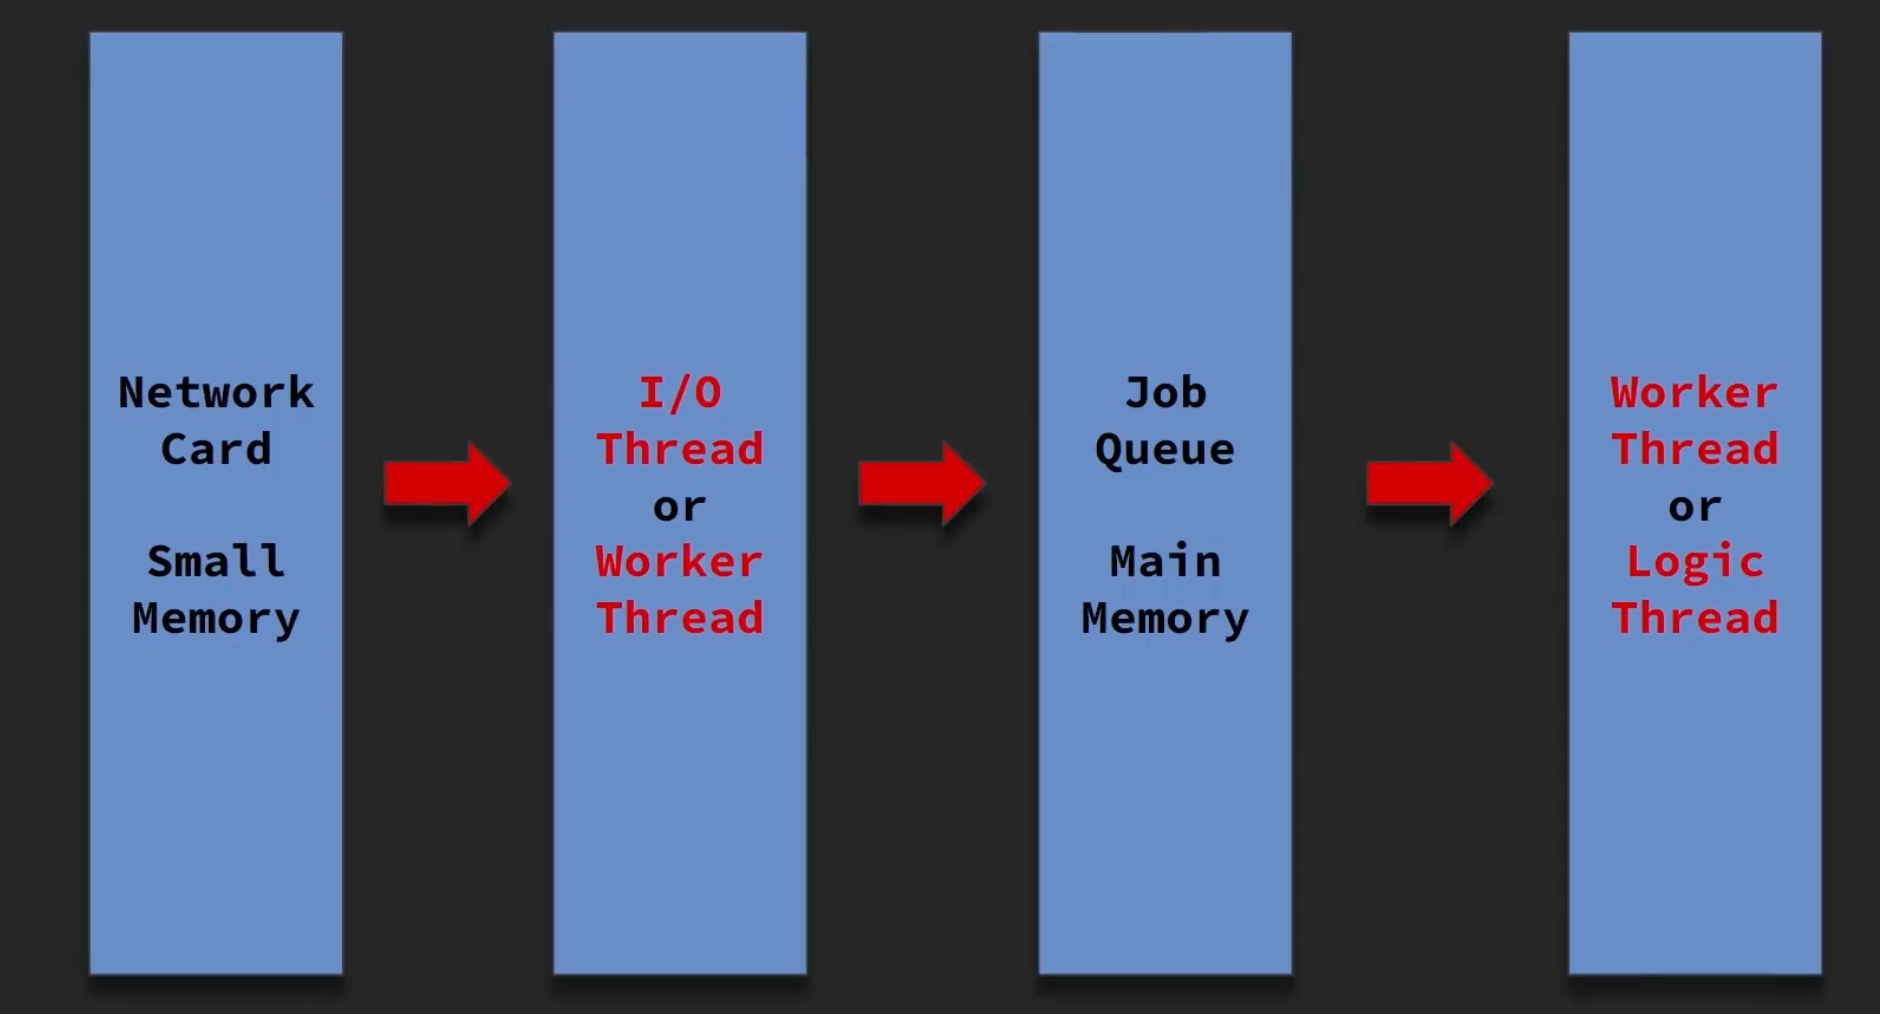 Network
Card
Small
Memory
I/O
Thread
or
Worker
Thread
Job
Queue
Main
Memory
Worker
Thread
or
Logic
Thread